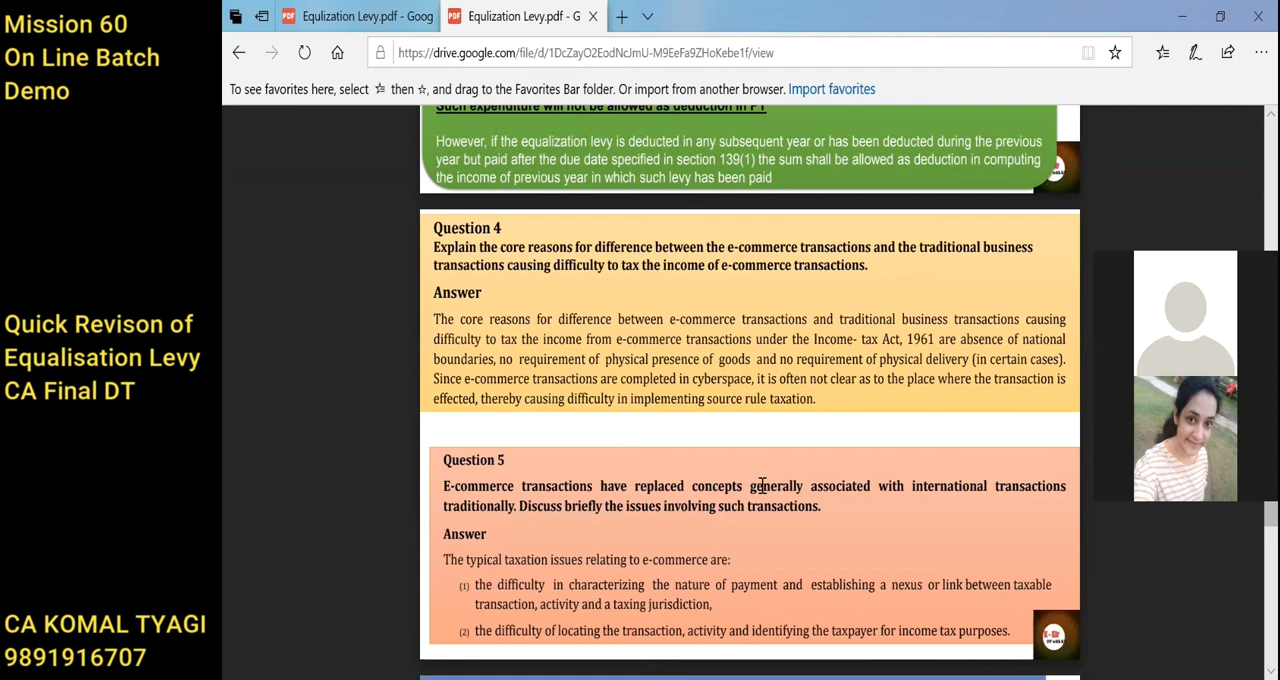 Mission 60
On Line Batch
Demo
Quick Revison of
Equalisation Levy
CA Final DT
CA KOMAL TYAGI
9891916707
Equlization Levy.pdf - Goog
Equlization Levy.pdf - G
https://drive.google.com/file/d/1DcZayO2EodNcJmU-M9EeFa9ZHoKebe1f/view
To see favorites here, select then ☆, and drag to the Favorites Bar folder. Or import from another browser. Import favorites
Such expenditure will not be allowed as deduction in PY
However, if the equalization levy is deducted in any subsequent year or has been deducted during the previous
year but paid after the due date specified in section 139(1) the sum shall be allowed as deduction in computing
the income of previous year in which such levy has been paid
Question 4
Explain the core reasons for difference between the e-commerce transactions and the traditional business
transactions causing difficulty to tax the income of e-commerce transactions.
Answer
The core reasons for difference between e-commerce transactions and traditional business transactions causing
difficulty to tax the income from e-commerce transactions under the Income- tax Act, 1961 are absence of national
boundaries, no requirement of physical presence of goods and no requirement of physical delivery (in certain cases).
Since e-commerce transactions are completed in cyberspace, it is often not clear as to the place where the transaction is
effected, thereby causing difficulty in implementing source rule taxation.
Question 5
E-commerce transactions have replaced concepts generally associated with international transactions
traditionally. Discuss briefly the issues involving such transactions.
Answer
The typical taxation issues relating to e-commerce are:
(1) the difficulty in characterizing the nature of payment and establishing a nexus or link between taxable
transaction, activity and a taxing jurisdiction,
(2) the difficulty of locating the transaction, activity and identifying the taxpayer for income tax purposes.